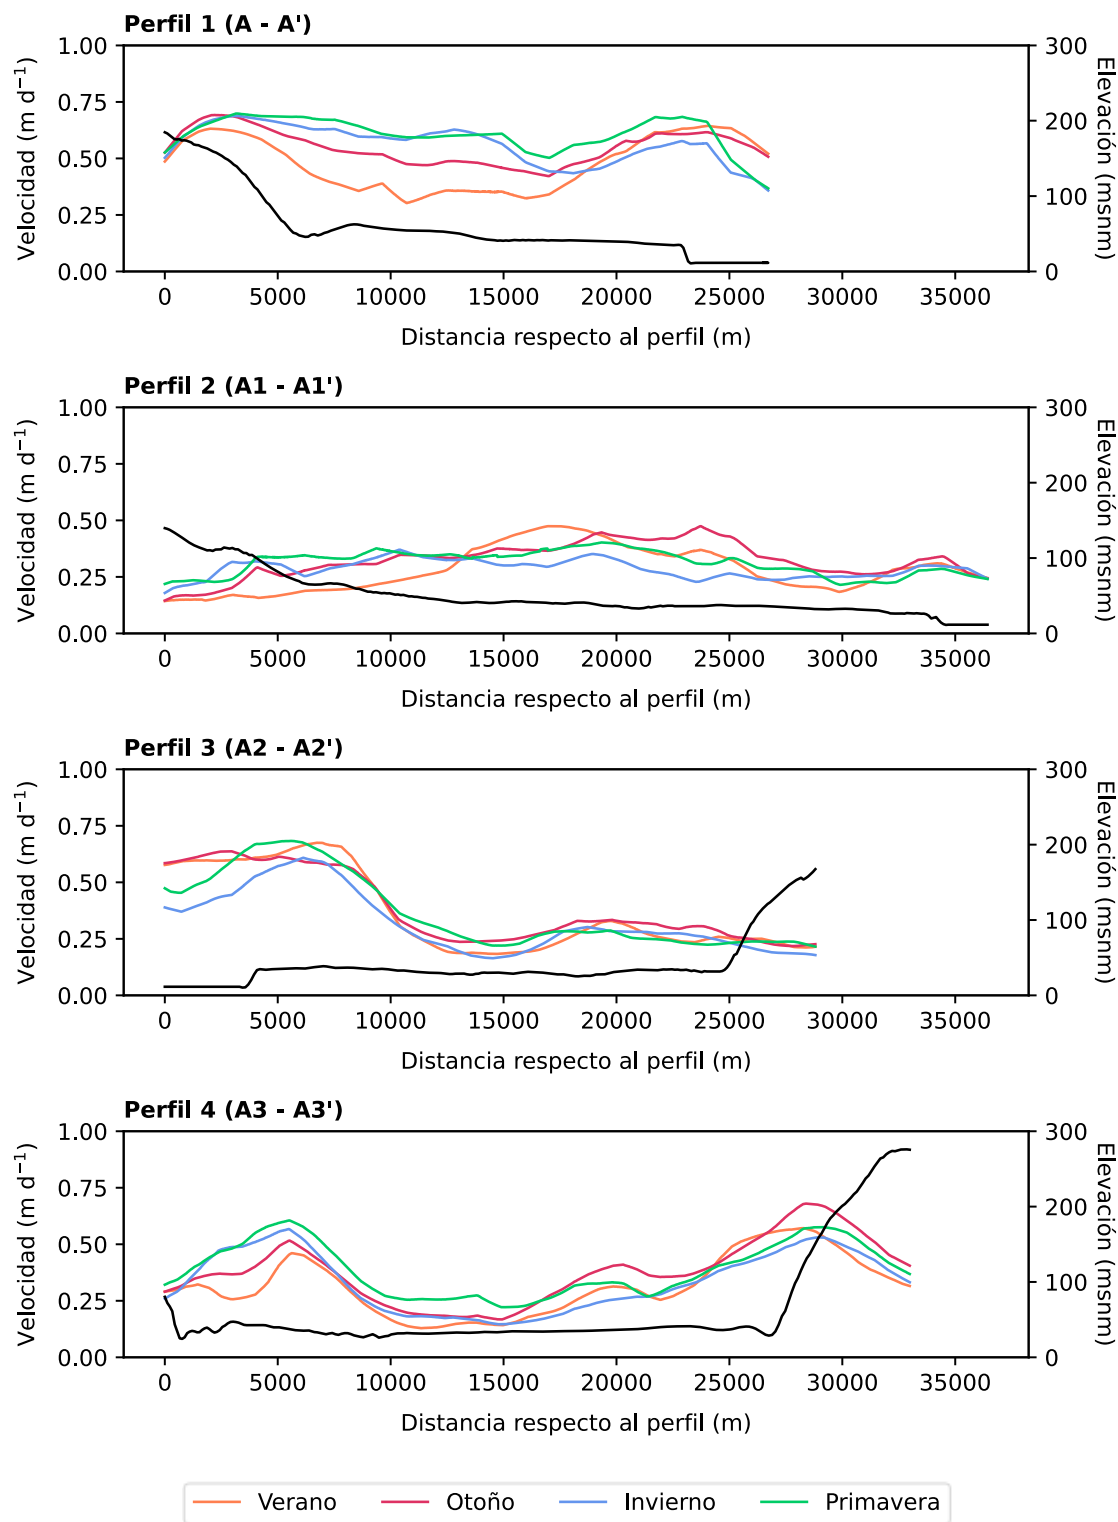 Perfil 1 (A - A')
1.00
0.75
0.50
0.25
0.00
Velocidad (m d⁻¹)
300
200
100
0
Elevación (msnm)
0 5000 10000 15000 20000 25000 30000 35000
Distancia respecto al perfil (m)
Perfil 2 (A1 - A1')
1.00
0.75
0.50
0.25
0.00
Velocidad (m d⁻¹)
300
200
100
0
Elevación (msnm)
0 5000 10000 15000 20000 25000 30000 35000
Distancia respecto al perfil (m)
Perfil 3 (A2 - A2')
1.00
0.75
0.50
0.25
0.00
Velocidad (m d⁻¹)
300
200
100
0
Elevación (msnm)
0 5000 10000 15000 20000 25000 30000 35000
Distancia respecto al perfil (m)
Perfil 4 (A3 - A3')
1.00
0.75
0.50
0.25
0.00
Velocidad (m d⁻¹)
300
200
100
0
Elevación (msnm)
0 5000 10000 15000 20000 25000 30000 35000
Distancia respecto al perfil (m)
Verano Otoño Invierno Primavera